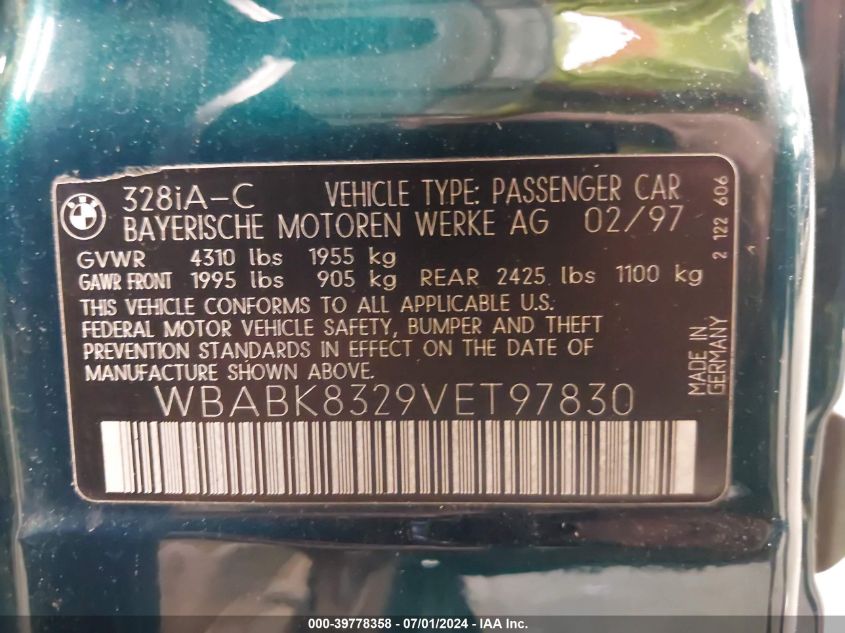 BMW
328iA-C VEHICLE TYPE: PASSENGER CAR
BAYERISCHE MOTOREN WERKE AG 02/97
GVWR 4310 lbs 1955 kg
GAWR FRONT 1995 lbs 905 kg REAR 2425 lbs 1100 kg
THIS VEHICLE CONFORMS TO ALL APPLICABLE U.S.
FEDERAL MOTOR VEHICLE SAFETY, BUMPER AND THEFT
PREVENTION STANDARDS IN EFFECT ON THE DATE OF
MANUFACTURE SHOWN ABOVE.
WBABK8329VET97830
2 122 606
MADE IN
GERMANY
000-39778358 - 07/01/2024 - IAA Inc.